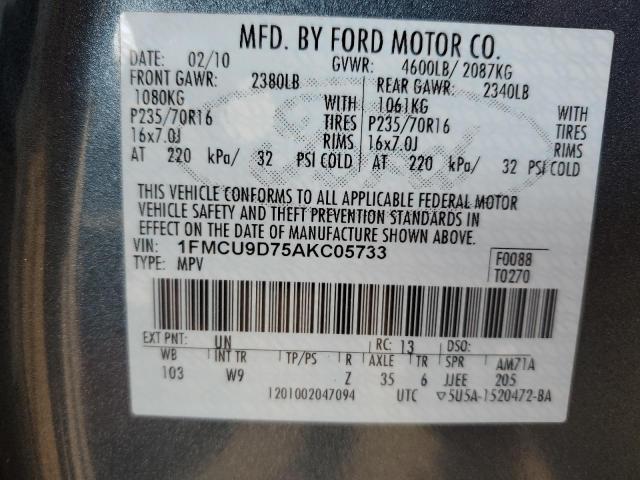 MFD. BY FORD MOTOR CO.
DATE: 02/10 GVWR: 4600LB/ 2087KG
FRONT GAWR: 2380LB REAR GAWR: 2340LB
1080KG WITH 1061KG WITH
P235/70R16 TIRES P235/70R16 TIRES
16x7.0J RIMS 16x7.0J RIMS
AT 220 kPa/ 32 PSI COLD AT 220 kPa/ 32 PSI COLD
THIS VEHICLE CONFORMS TO ALL APPLICABLE FEDERAL MOTOR
VEHICLE SAFETY AND THEFT PREVENTION STANDARDS IN
EFFECT ON THE DATE OF MANUFACTURE SHOWN ABOVE.
VIN: 1FMCU9D75AKC05733 F0088
TYPE: MPV T0270
EXT PNT: UN RC: 13 DSO:
WB INT TR TP/PS R AXLE TR SPR AM71A
103 W9 Z 35 6 JJEE 205
1201002047094 UTC ▽5U5A-1520472-BA